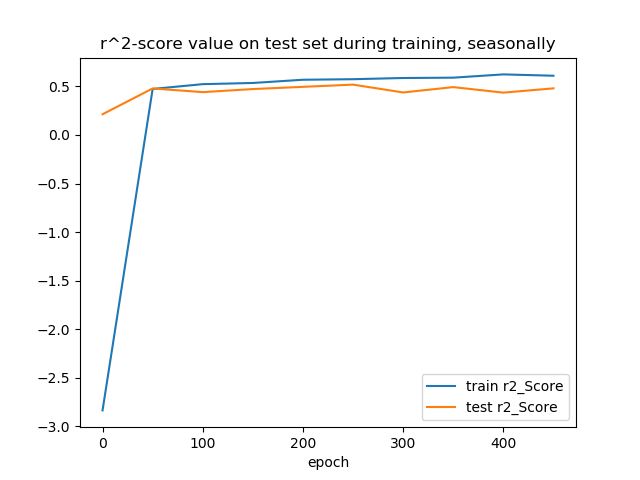 r^2-score value on test set during training, seasonally
0.5
0.0
−0.5
−1.0
−1.5
−2.0
−2.5
−3.0
0 100 200 300 400
epoch
train r2_Score
test r2_Score